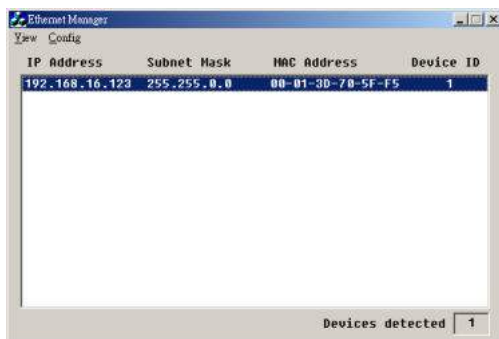 Ethernet Manager
View Config
IP Address Subnet Mask MAC Address Device ID
192.168.16.123 255.255.0.0 00-01-3D-70-5F-F5 1
Devices detected 1